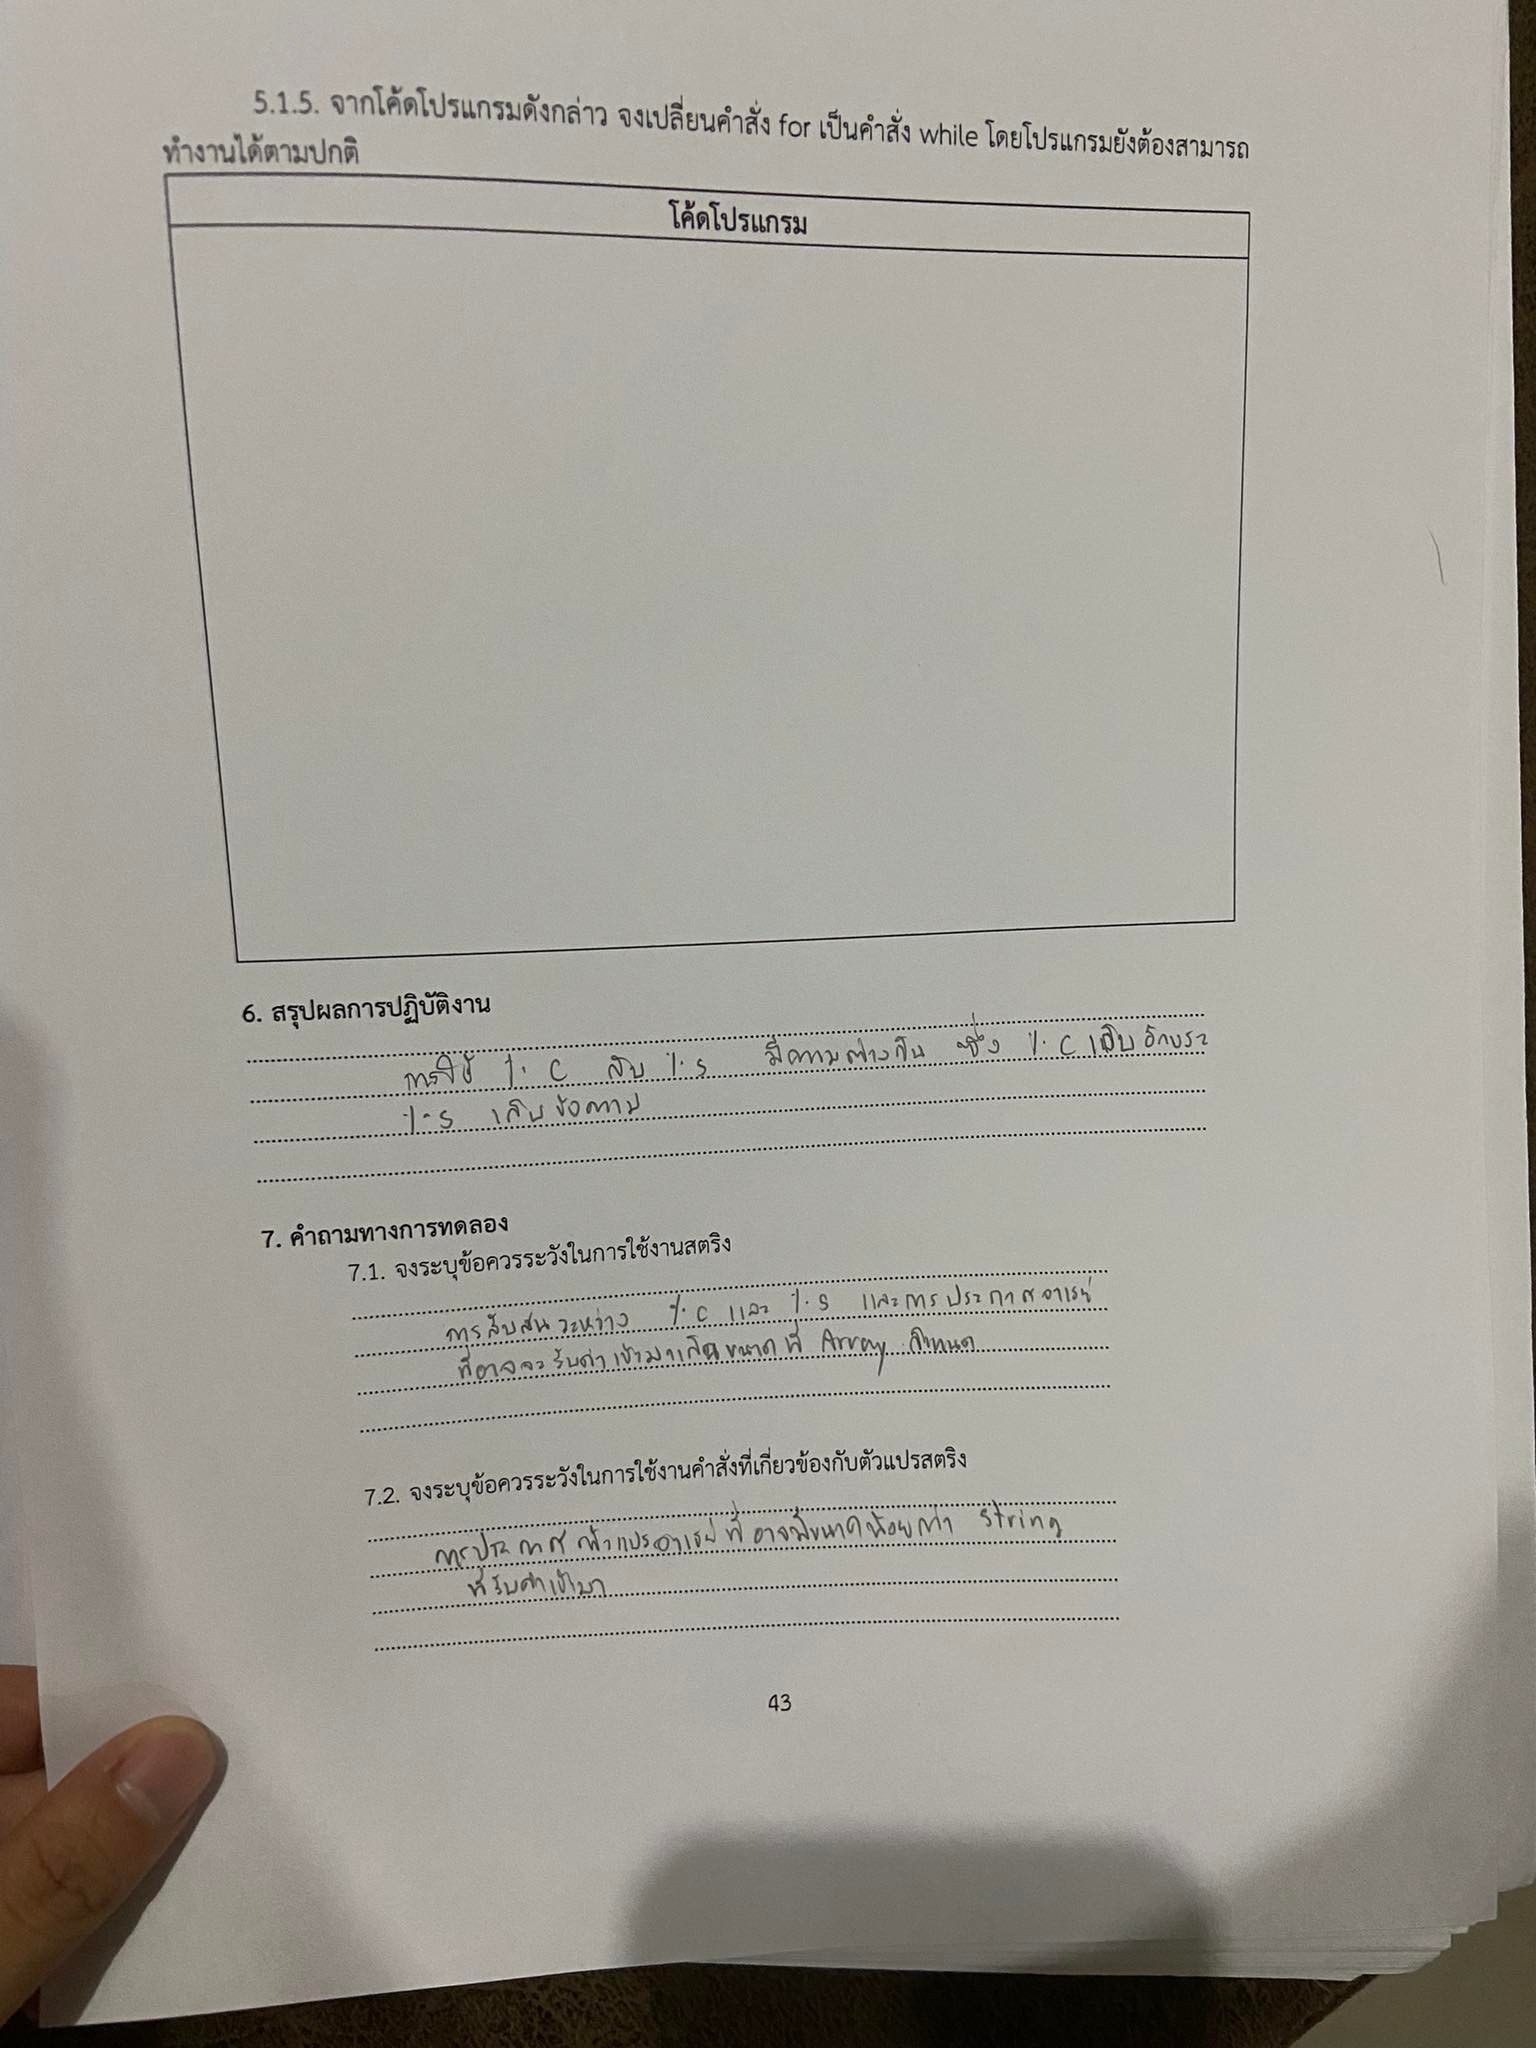 5.1.5. จากโค้ดโปรแกรมดังกล่าว จงเปลี่ยนคำสั่ง for เป็นคำสั่ง while โดยโปรแกรมยังต้องสามารถ
ทำงานได้ตามปกติ
โค้ดโปรแกรม
6. สรุปผลการปฏิบัติงาน
การใช้ %c กับ %s มีความต่างกัน ซึ่ง %c เก็บอักขระ
%s เก็บข้อความ
7. คำถามทางการทดลอง
7.1. จงระบุข้อควรระวังในการใช้งานสตริง
การสับสนระหว่าง %c และ %s และการประกาศอาเรย์
ที่อาจจะรับค่าเข้ามาเกินขนาดที่ Array กำหนด
7.2. จงระบุข้อควรระวังในการใช้งานคำสั่งที่เกี่ยวข้องกับตัวแปรสตริง
การประกาศตัวแปรอาเรย์ที่อาจมีขนาดน้อยกว่า String
ที่รับค่าเข้ามา
43